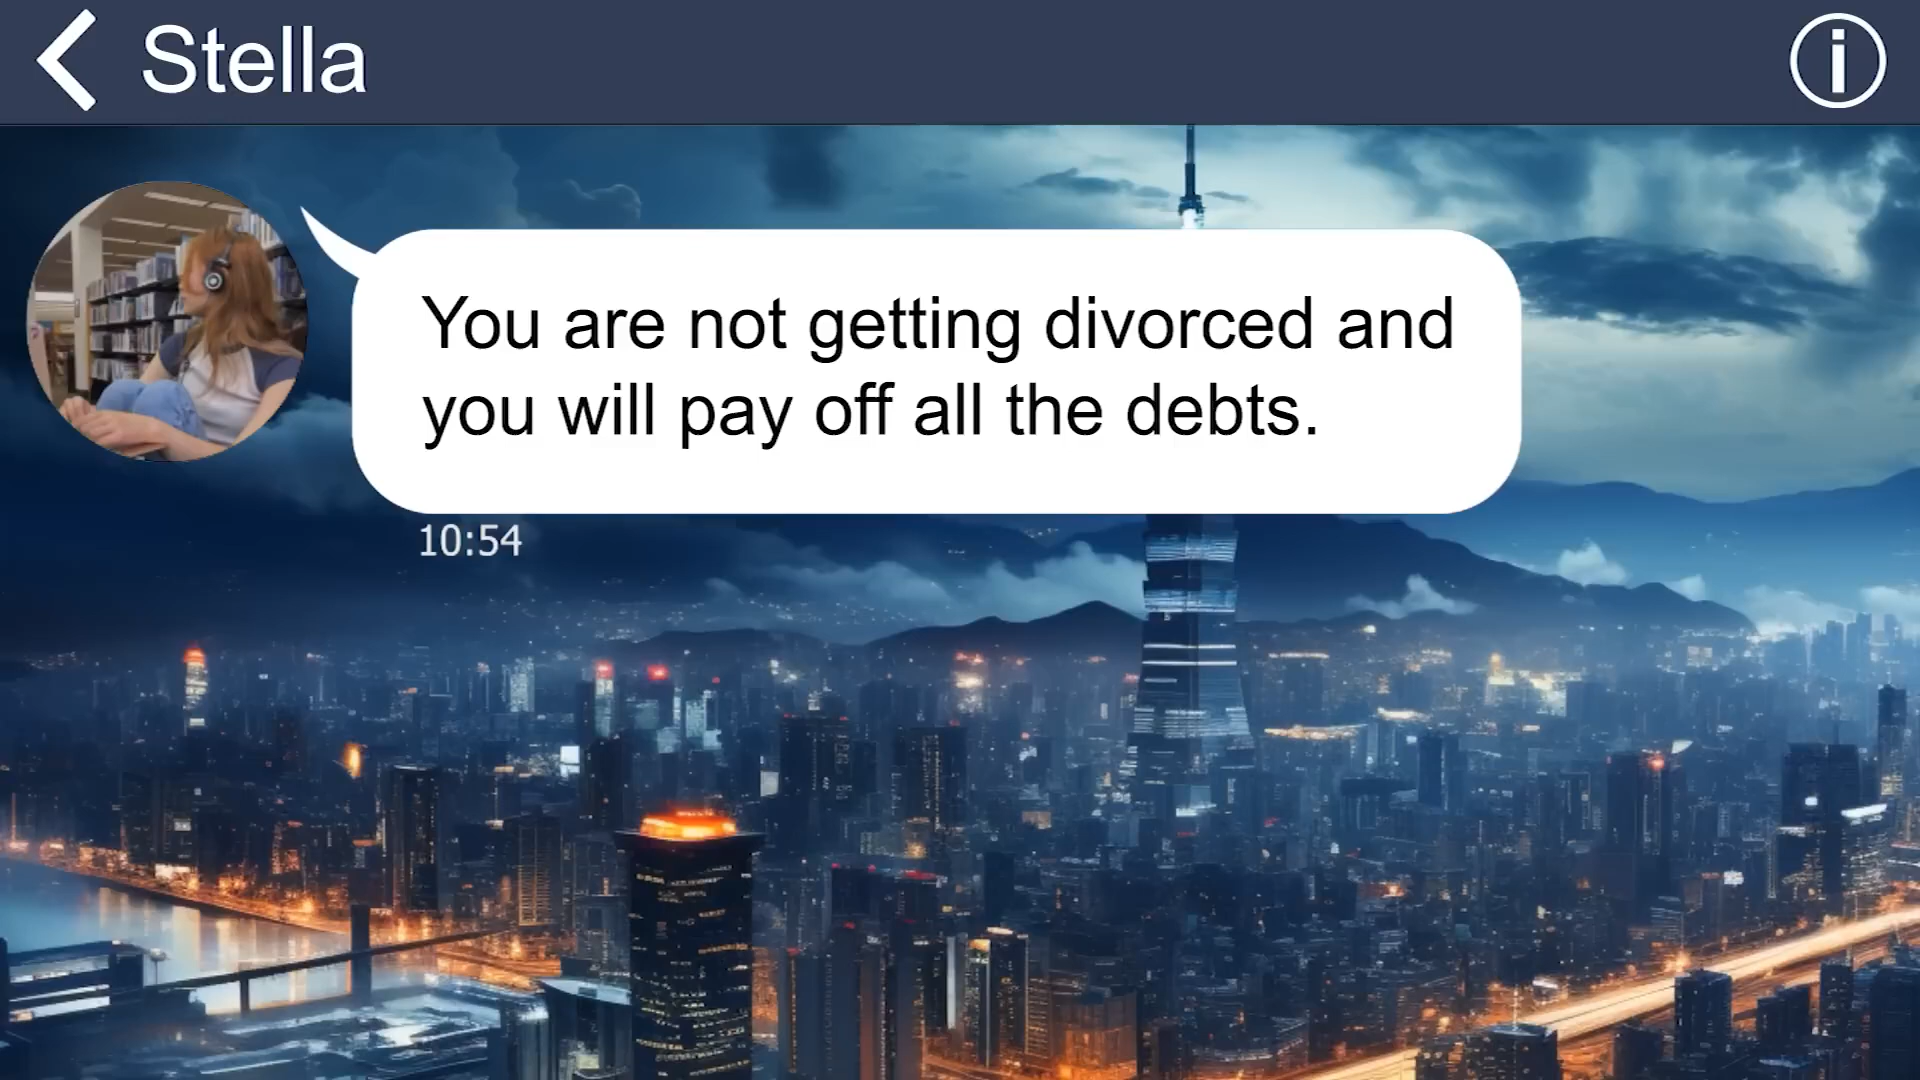 Stella
You are not getting divorced and
you will pay off all the debts.
10:54